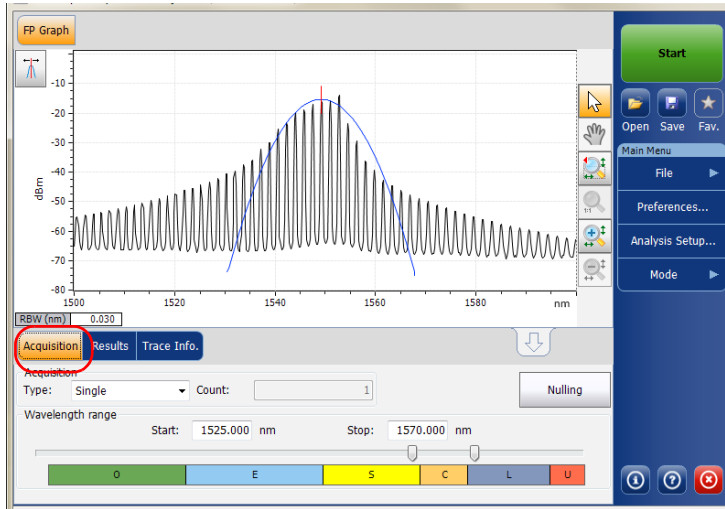 FP Graph
Start
-10
-20
-30
-40
-50
-60
-70
-80
dBm
1500 1520 1540 1560 1580 nm
1:1
Open Save Fav.
Main Menu
File
Preferences...
Analysis Setup...
Mode
RBW (nm) 0.030
Acquisition Results Trace Info.
Acquisition
Type: Single Count: 1 Nulling
Wavelength range
Start: 1525.000 nm Stop: 1570.000 nm
O E S C L U